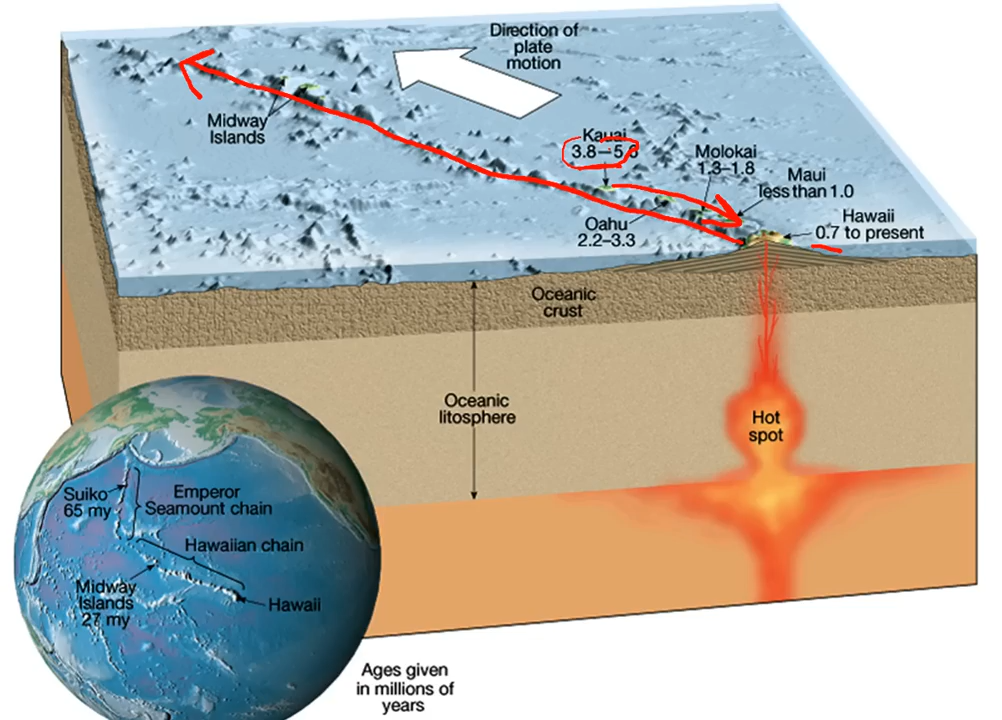 Direction of
plate
motion
Midway
Islands
Kauai
3.8–5.6
Molokai
1.3–1.8
Maui
less than 1.0
Hawaii
0.7 to present
Oahu
2.2–3.3
Oceanic
crust
Oceanic
litosphere
Hot
spot
Suiko
65 my
Emperor
Seamount chain
Hawaiian chain
Midway
Islands
27 my
Hawaii
Ages given
in millions of
years